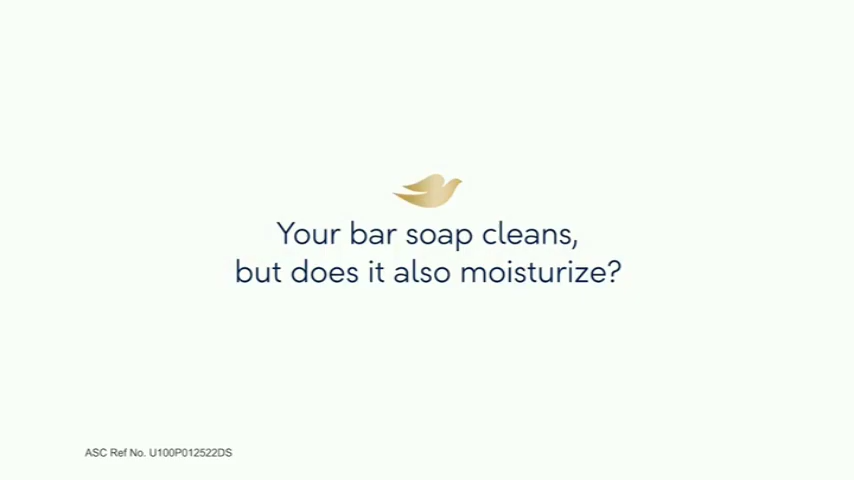 Your bar soap cleans,
but does it also moisturize?
ASC Ref No. U100P012522DS